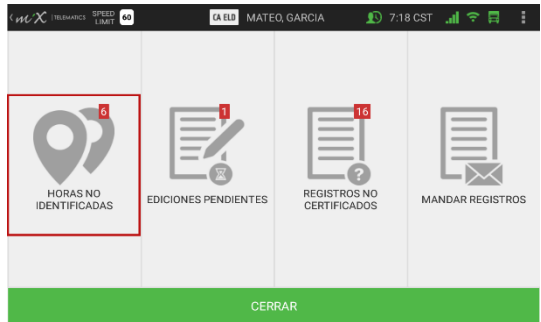 mix TELEMATICS SPEED LIMIT 60 CA ELD MATEO, GARCIA 7:18 CST
6
1
16
?
HORAS NO
IDENTIFICADAS
EDICIONES PENDIENTES
REGISTROS NO
CERTIFICADOS
MANDAR REGISTROS
CERRAR